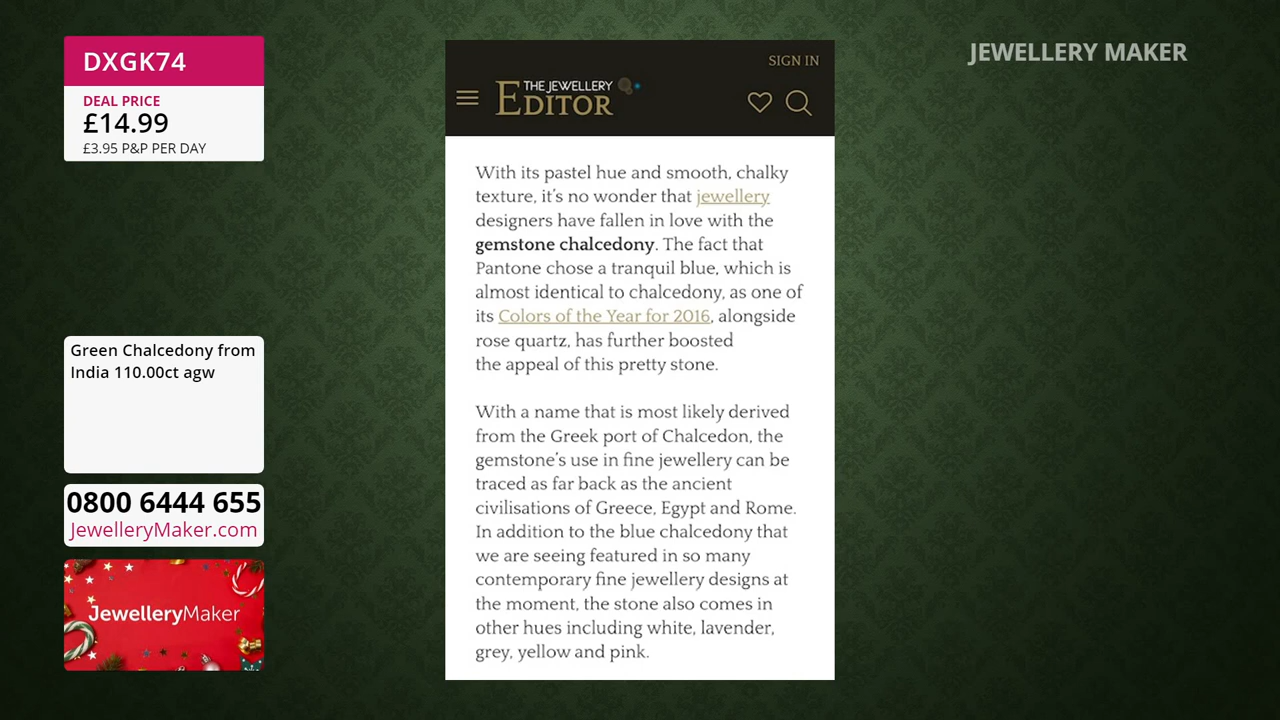 DXGK74
DEAL PRICE
£14.99
£3.95 P&P PER DAY
Green Chalcedony from
India 110.00ct agw
0800 6444 655
JewelleryMaker.com
JewelleryMaker
SIGN IN
THE JEWELLERY
EDITOR
With its pastel hue and smooth, chalky
texture, it's no wonder that jewellery
designers have fallen in love with the
gemstone chalcedony. The fact that
Pantone chose a tranquil blue, which is
almost identical to chalcedony, as one of
its Colors of the Year for 2016, alongside
rose quartz, has further boosted
the appeal of this pretty stone.
With a name that is most likely derived
from the Greek port of Chalcedon, the
gemstone's use in fine jewellery can be
traced as far back as the ancient
civilisations of Greece, Egypt and Rome.
In addition to the blue chalcedony that
we are seeing featured in so many
contemporary fine jewellery designs at
the moment, the stone also comes in
other hues including white, lavender,
grey, yellow and pink.
JEWELLERY MAKER